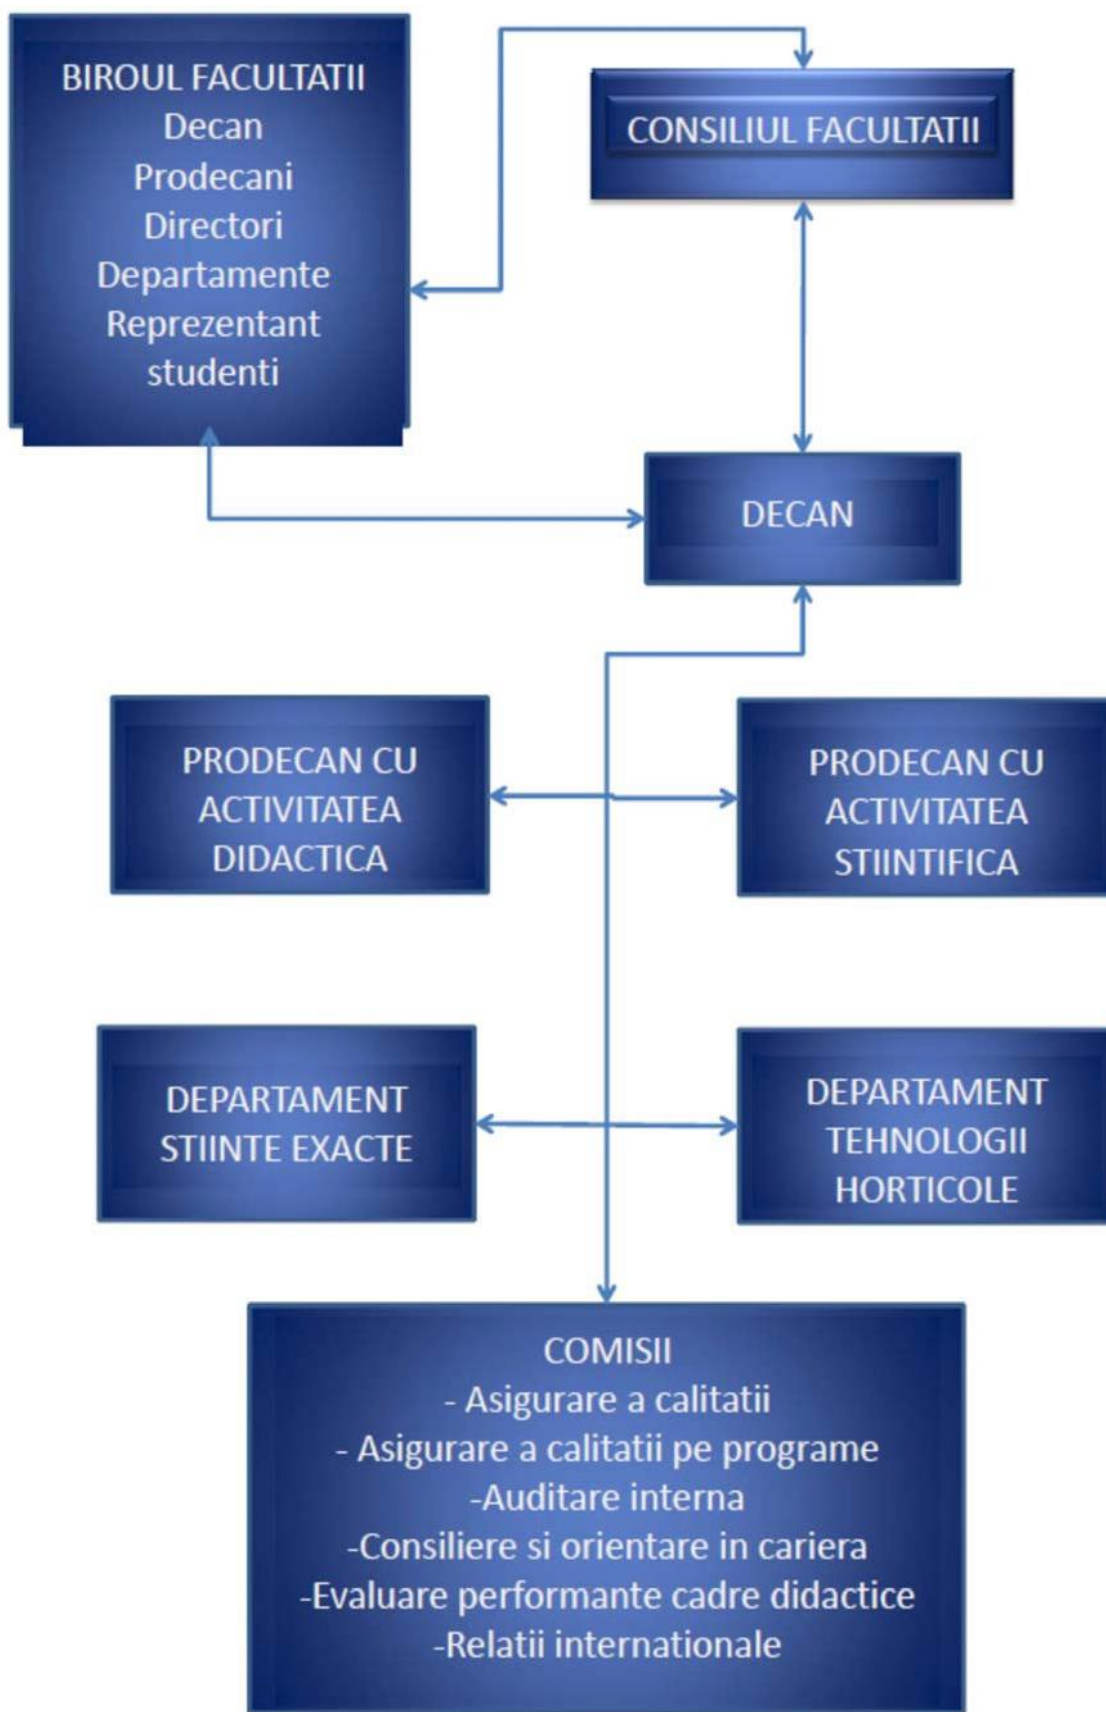 BIROUL FACULTATII
Decan
Prodecani
Directori
Departamente
Reprezentant
studenti
CONSILIUL FACULTATII
DECAN
PRODECAN CU
ACTIVITATEA
DIDACTICA
PRODECAN CU
ACTIVITATEA
STIINTIFICA
DEPARTAMENT
STIINTE EXACTE
DEPARTAMENT
TEHNOLOGII
HORTICOLE
COMISII
- Asigurare a calitatii
- Asigurare a calitatii pe programe
-Auditare interna
-Consiliere si orientare in cariera
-Evaluare performante cadre didactice
-Relatii internationale